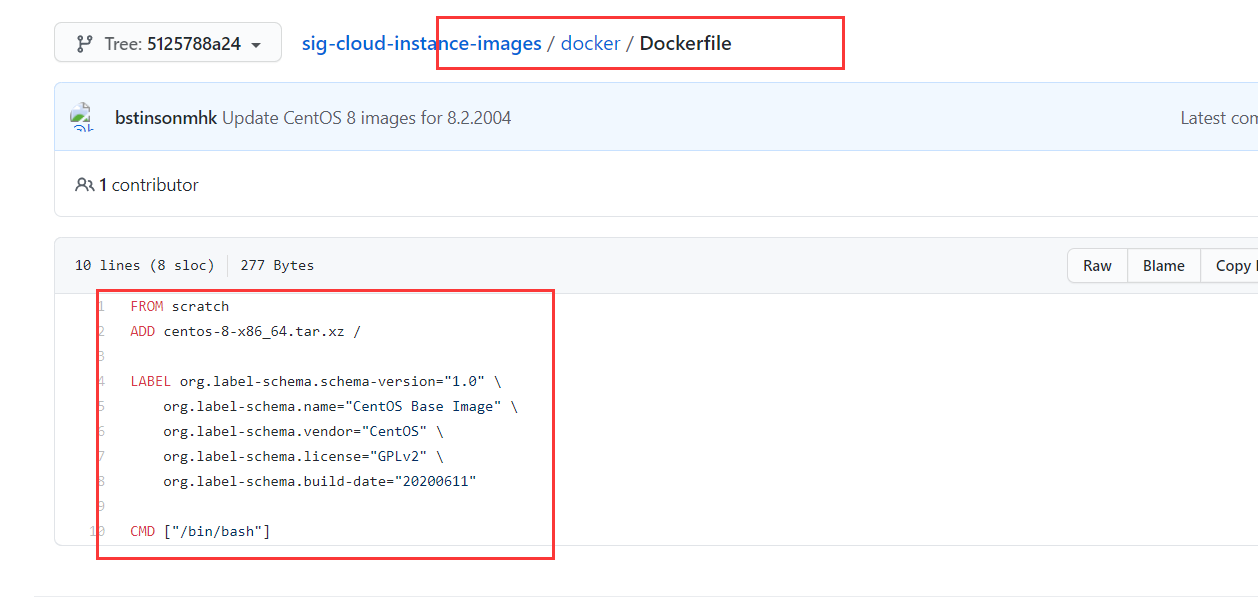 Tree: 5125788a24
sig-cloud-instance-images / docker / Dockerfile
bstinsonmhk Update CentOS 8 images for 8.2.2004
Latest com
1 contributor
10 lines (8 sloc) 277 Bytes
Raw Blame Copy
1 FROM scratch
2 ADD centos-8-x86_64.tar.xz /
3
4 LABEL org.label-schema.schema-version="1.0" \
5 org.label-schema.name="CentOS Base Image" \
6 org.label-schema.vendor="CentOS" \
7 org.label-schema.license="GPLv2" \
8 org.label-schema.build-date="20200611"
9
10 CMD ["/bin/bash"]